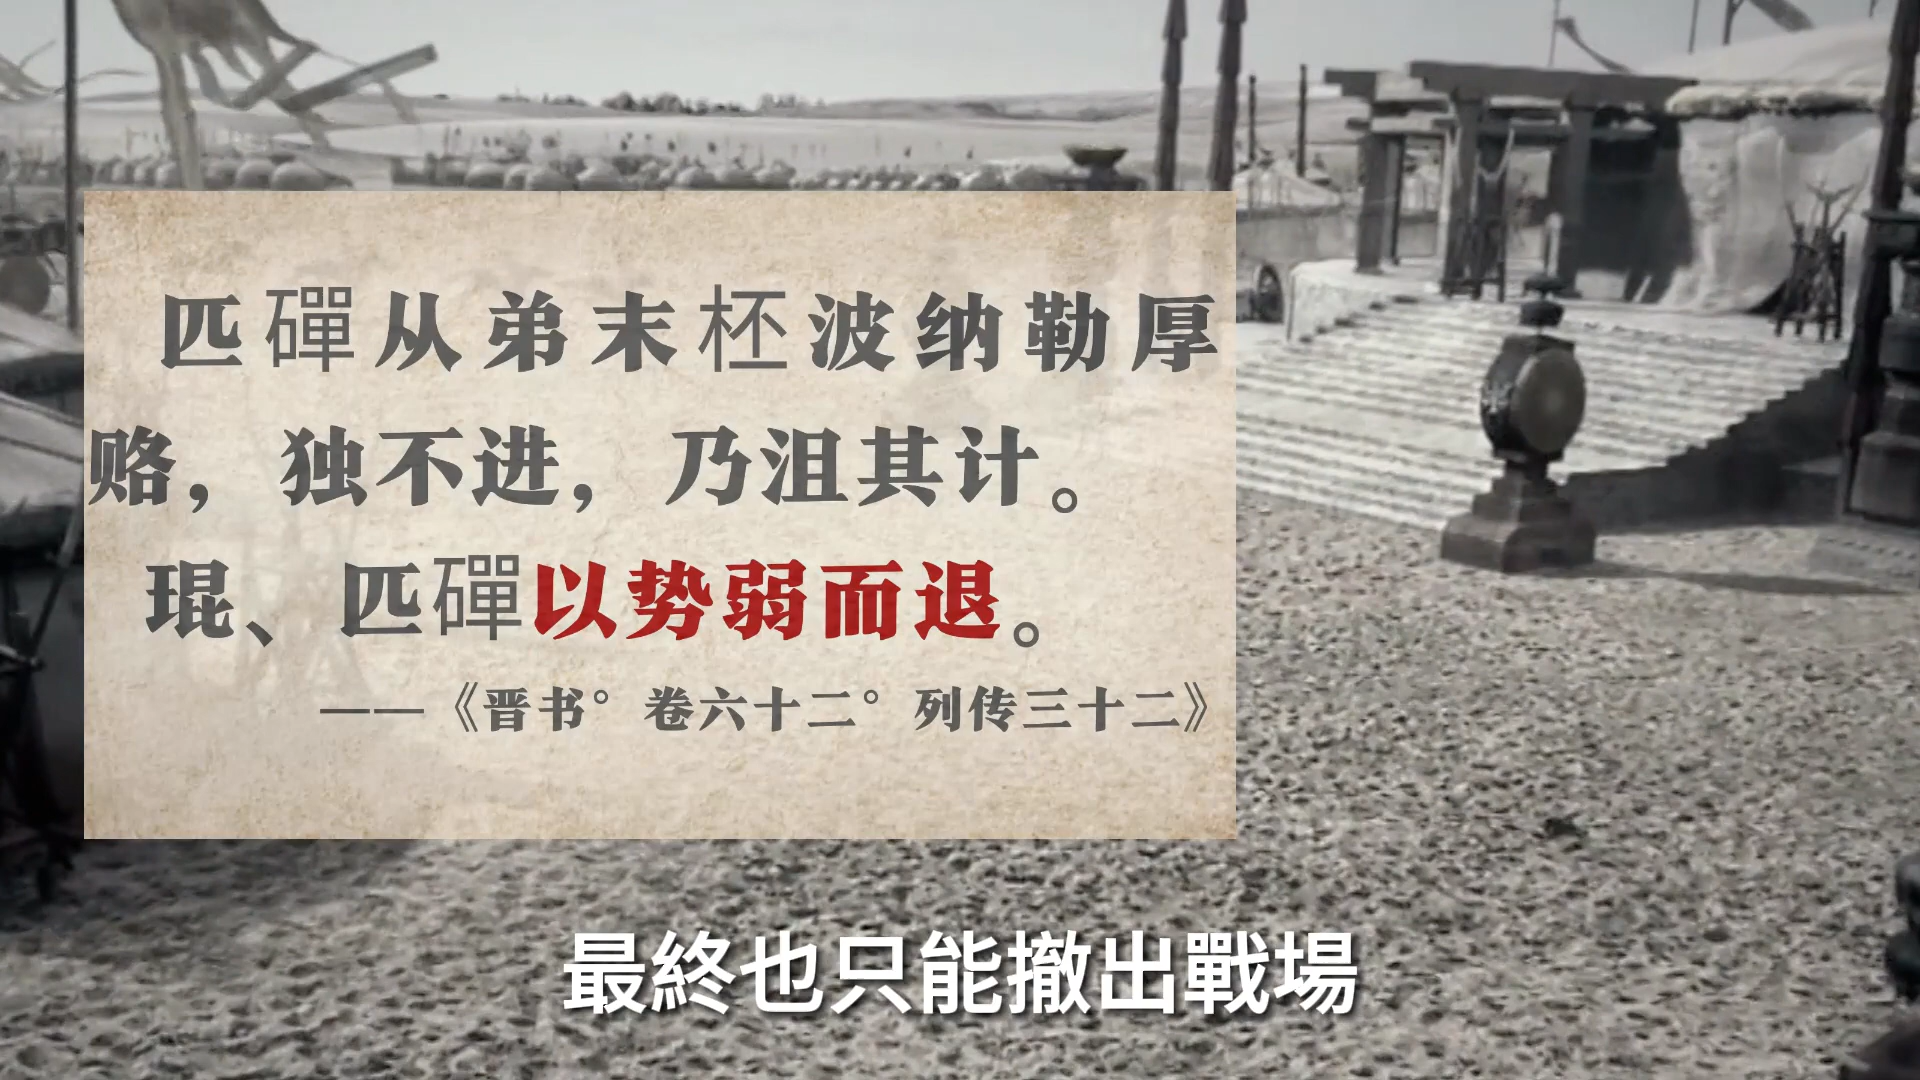 匹磾从弟末柸波纳勒厚
赂，独不进，乃沮其计。
琨、匹磾以势弱而退。
——《晋书°卷六十二°列传三十二》
最終也只能撤出戰場